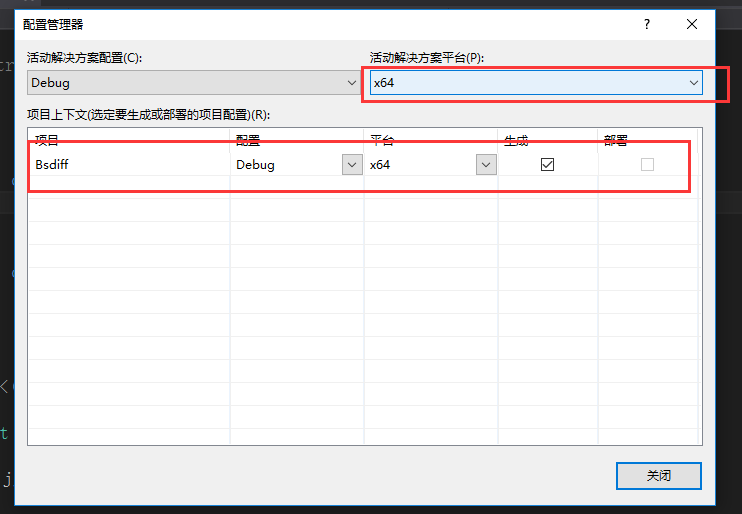 配置管理器
?
活动解决方案配置(C):
活动解决方案平台(P):
Debug
x64
项目上下文(选定要生成或部署的项目配置)(R):
项目 配置 平台 生成 部署
Bsdiff Debug x64
关闭